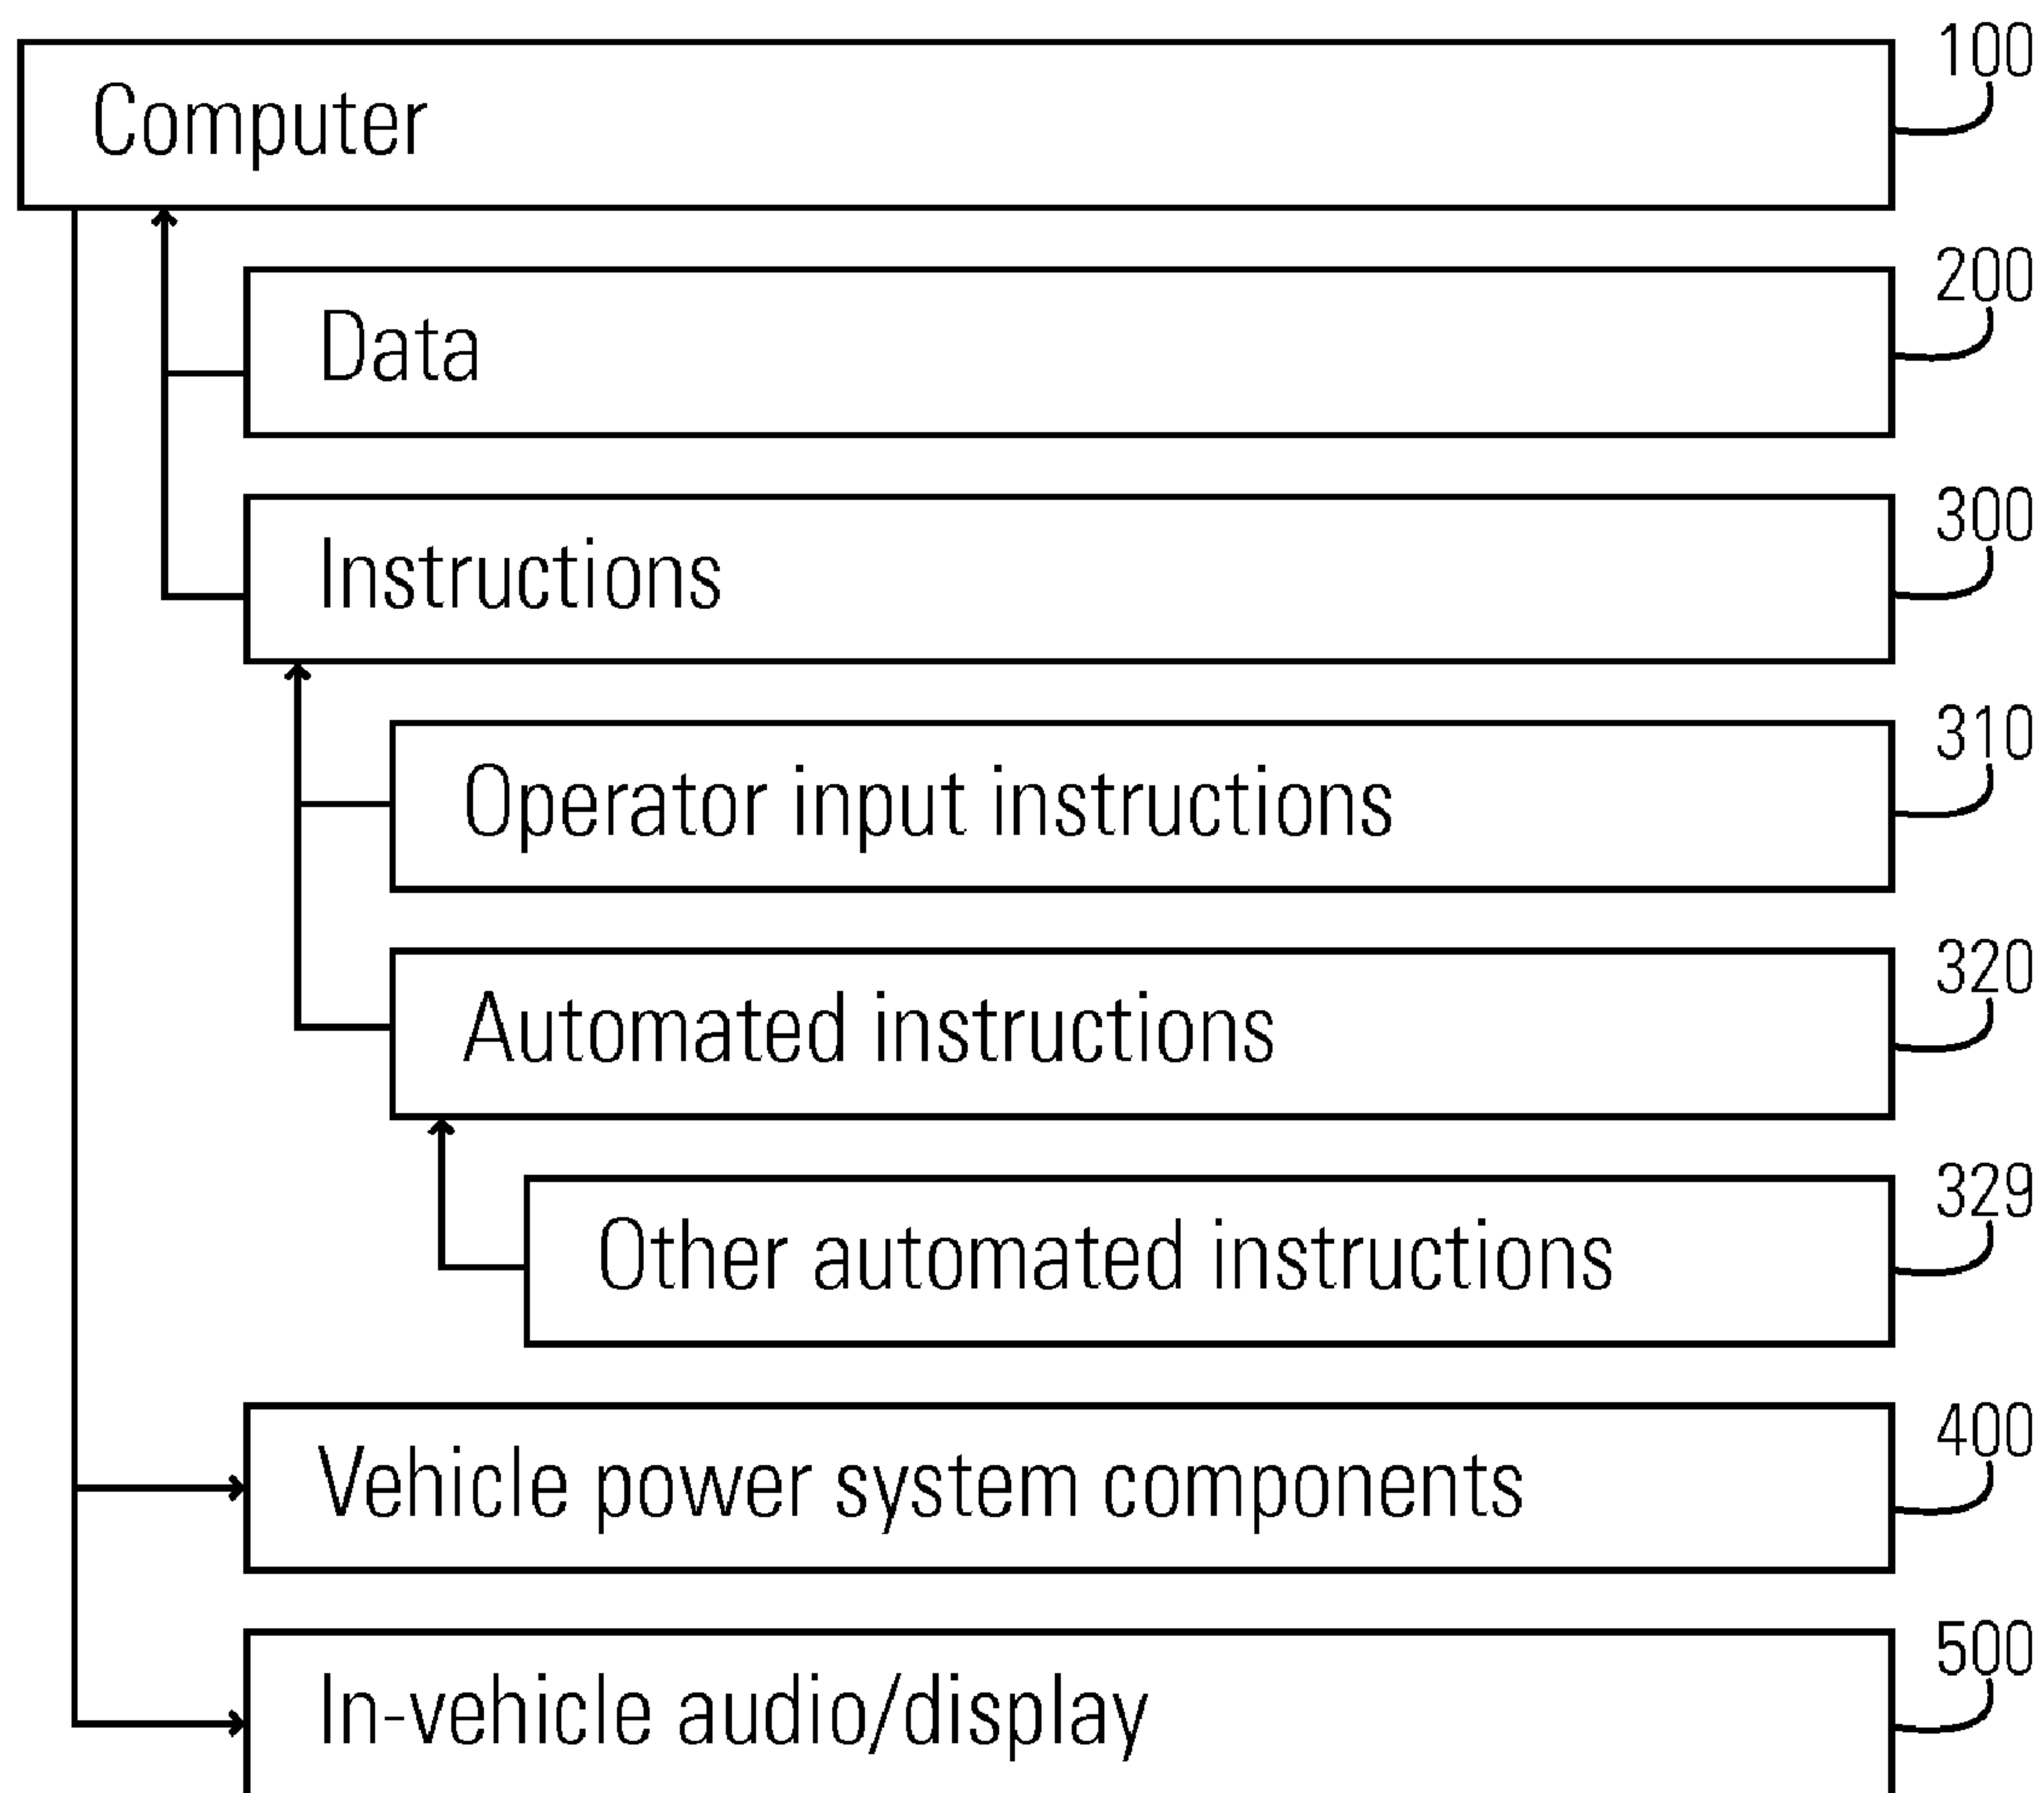 100
Computer
200
Data
300
Instructions
310
Operator input instructions
320
Automated instructions
329
Other automated instructions
400
Vehicle power system components
500
In-vehicle audio/display